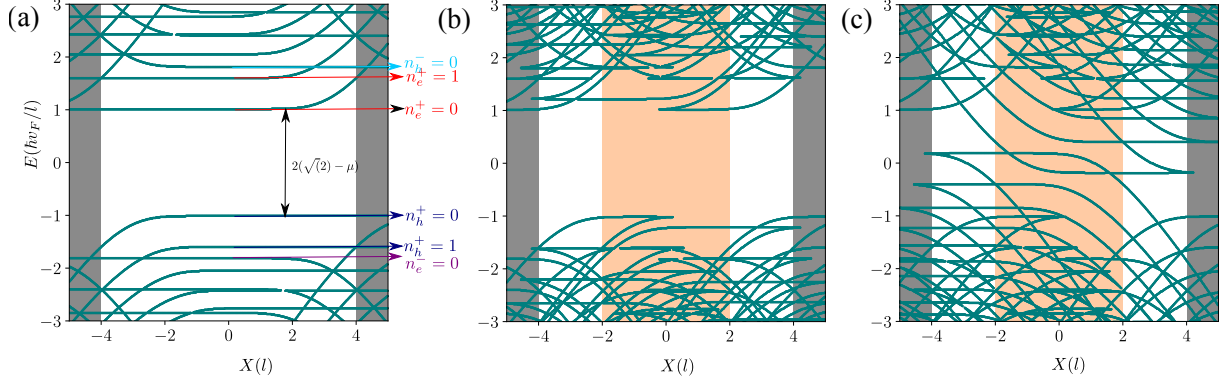 (a)
3
2
1
0
−1
−2
−3
E(ħv_F/l)
−4
−2
0
2
4
X(l)
n_h^- = 0
n_e^+ = 1
n_e^+ = 0
2(√(2) − μ)
n_h^+ = 0
n_h^+ = 1
n_e^- = 0
(b)
3
2
1
0
−1
−2
−3
−4
−2
0
2
4
X(l)
(c)
3
2
1
0
−1
−2
−3
−4
−2
0
2
4
X(l)